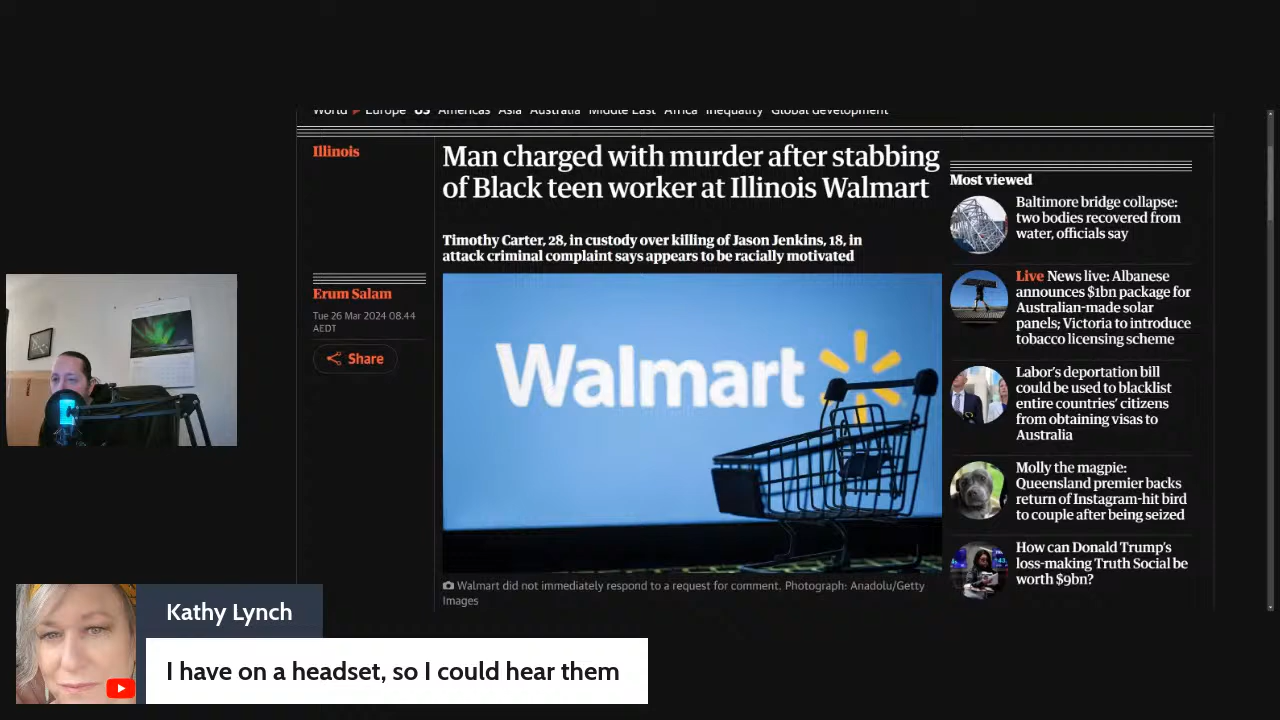 World Europe US Americas Asia Australia Middle East Africa Inequality Global development
Illinois
Man charged with murder after stabbing
of Black teen worker at Illinois Walmart
Timothy Carter, 28, in custody over killing of Jason Jenkins, 18, in
attack criminal complaint says appears to be racially motivated
Erum Salam
Tue 26 Mar 2024 08.44
AEDT
Share
Walmart
Walmart did not immediately respond to a request for comment. Photograph: Anadolu/Getty
Images
Most viewed
Baltimore bridge collapse:
two bodies recovered from
water, officials say
Live News live: Albanese
announces $1bn package for
Australian-made solar
panels; Victoria to introduce
tobacco licensing scheme
Labor’s deportation bill
could be used to blacklist
entire countries’ citizens
from obtaining visas to
Australia
Molly the magpie:
Queensland premier backs
return of Instagram-hit bird
to couple after being seized
How can Donald Trump’s
loss-making Truth Social be
worth $9bn?
Kathy Lynch
I have on a headset, so I could hear them